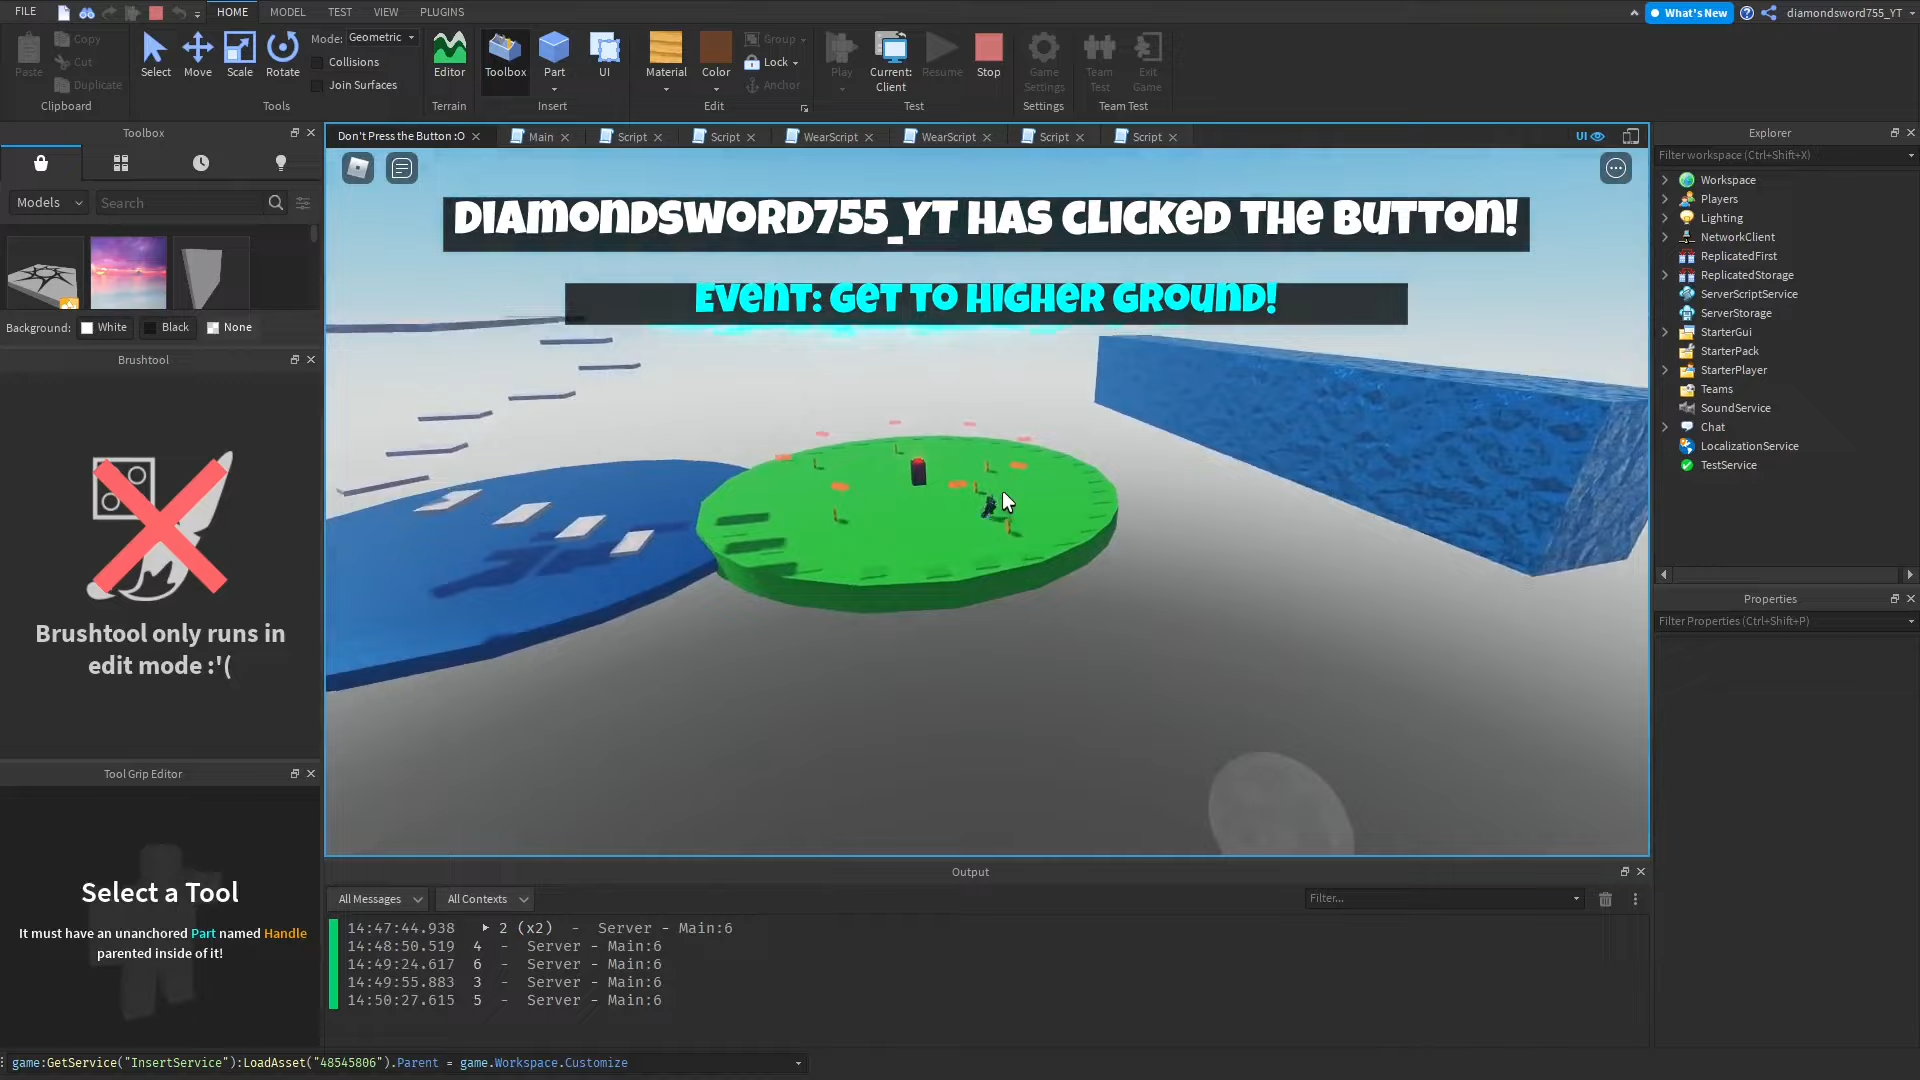 FILE HOME MODEL TEST VIEW PLUGINS What's New diamondsword755_YT
Paste Copy Cut Duplicate Clipboard
Select Move Scale Rotate Mode: Geometric Collisions Join Surfaces Tools
Editor Terrain
Toolbox Part UI Insert
Material Color Group Lock Anchor Edit
Play Current: Client Resume Stop Test
Game Settings Settings
Team Test Exit Game Team Test
Toolbox
Models Search
Background: White Black None
Brushtool
Brushtool only runs in
edit mode :'(
Tool Grip Editor
Select a Tool
It must have an unanchored Part named Handle
parented inside of it!
Don't Press the Button :O Main Script Script WearScript WearScript Script Script UI
diamondsword755_YT has clicked the button!
Event: Get to higher ground!
Output
All Messages All Contexts Filter...
14:47:44.938 2 (x2) - Server - Main:6
14:48:50.519 4 - Server - Main:6
14:49:24.617 6 - Server - Main:6
14:49:55.883 3 - Server - Main:6
14:50:27.615 5 - Server - Main:6
game:GetService("InsertService"):LoadAsset("48545806").Parent = game.Workspace.Customize
Explorer
Filter workspace (Ctrl+Shift+X)
Workspace
Players
Lighting
NetworkClient
ReplicatedFirst
ReplicatedStorage
ServerScriptService
ServerStorage
StarterGui
StarterPack
StarterPlayer
Teams
SoundService
Chat
LocalizationService
TestService
Properties
Filter Properties (Ctrl+Shift+P)